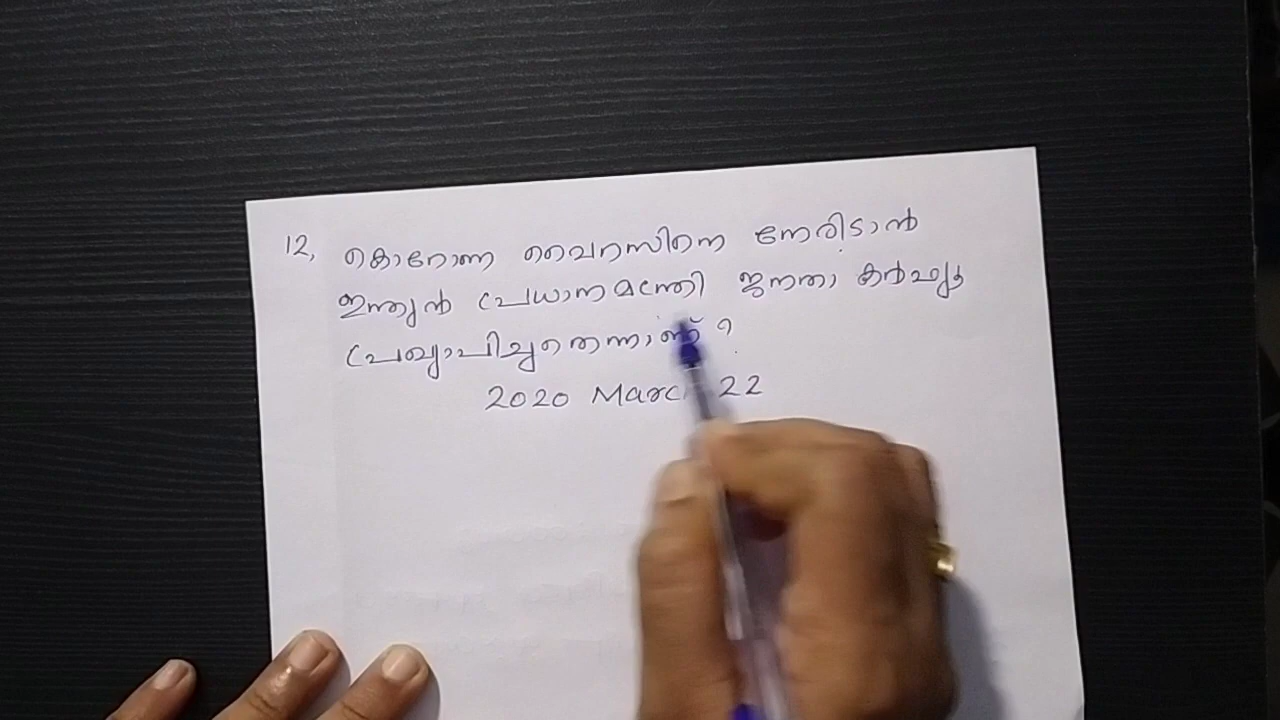 12, കൊറോണ വൈറസിനെ നേരിടാൻ
ഇന്ത്യൻ പ്രധാനമന്ത്രി ജനതാ കർഫ്യൂ
പ്രഖ്യാപിച്ചതെന്നാണ് ?
2020 March 22